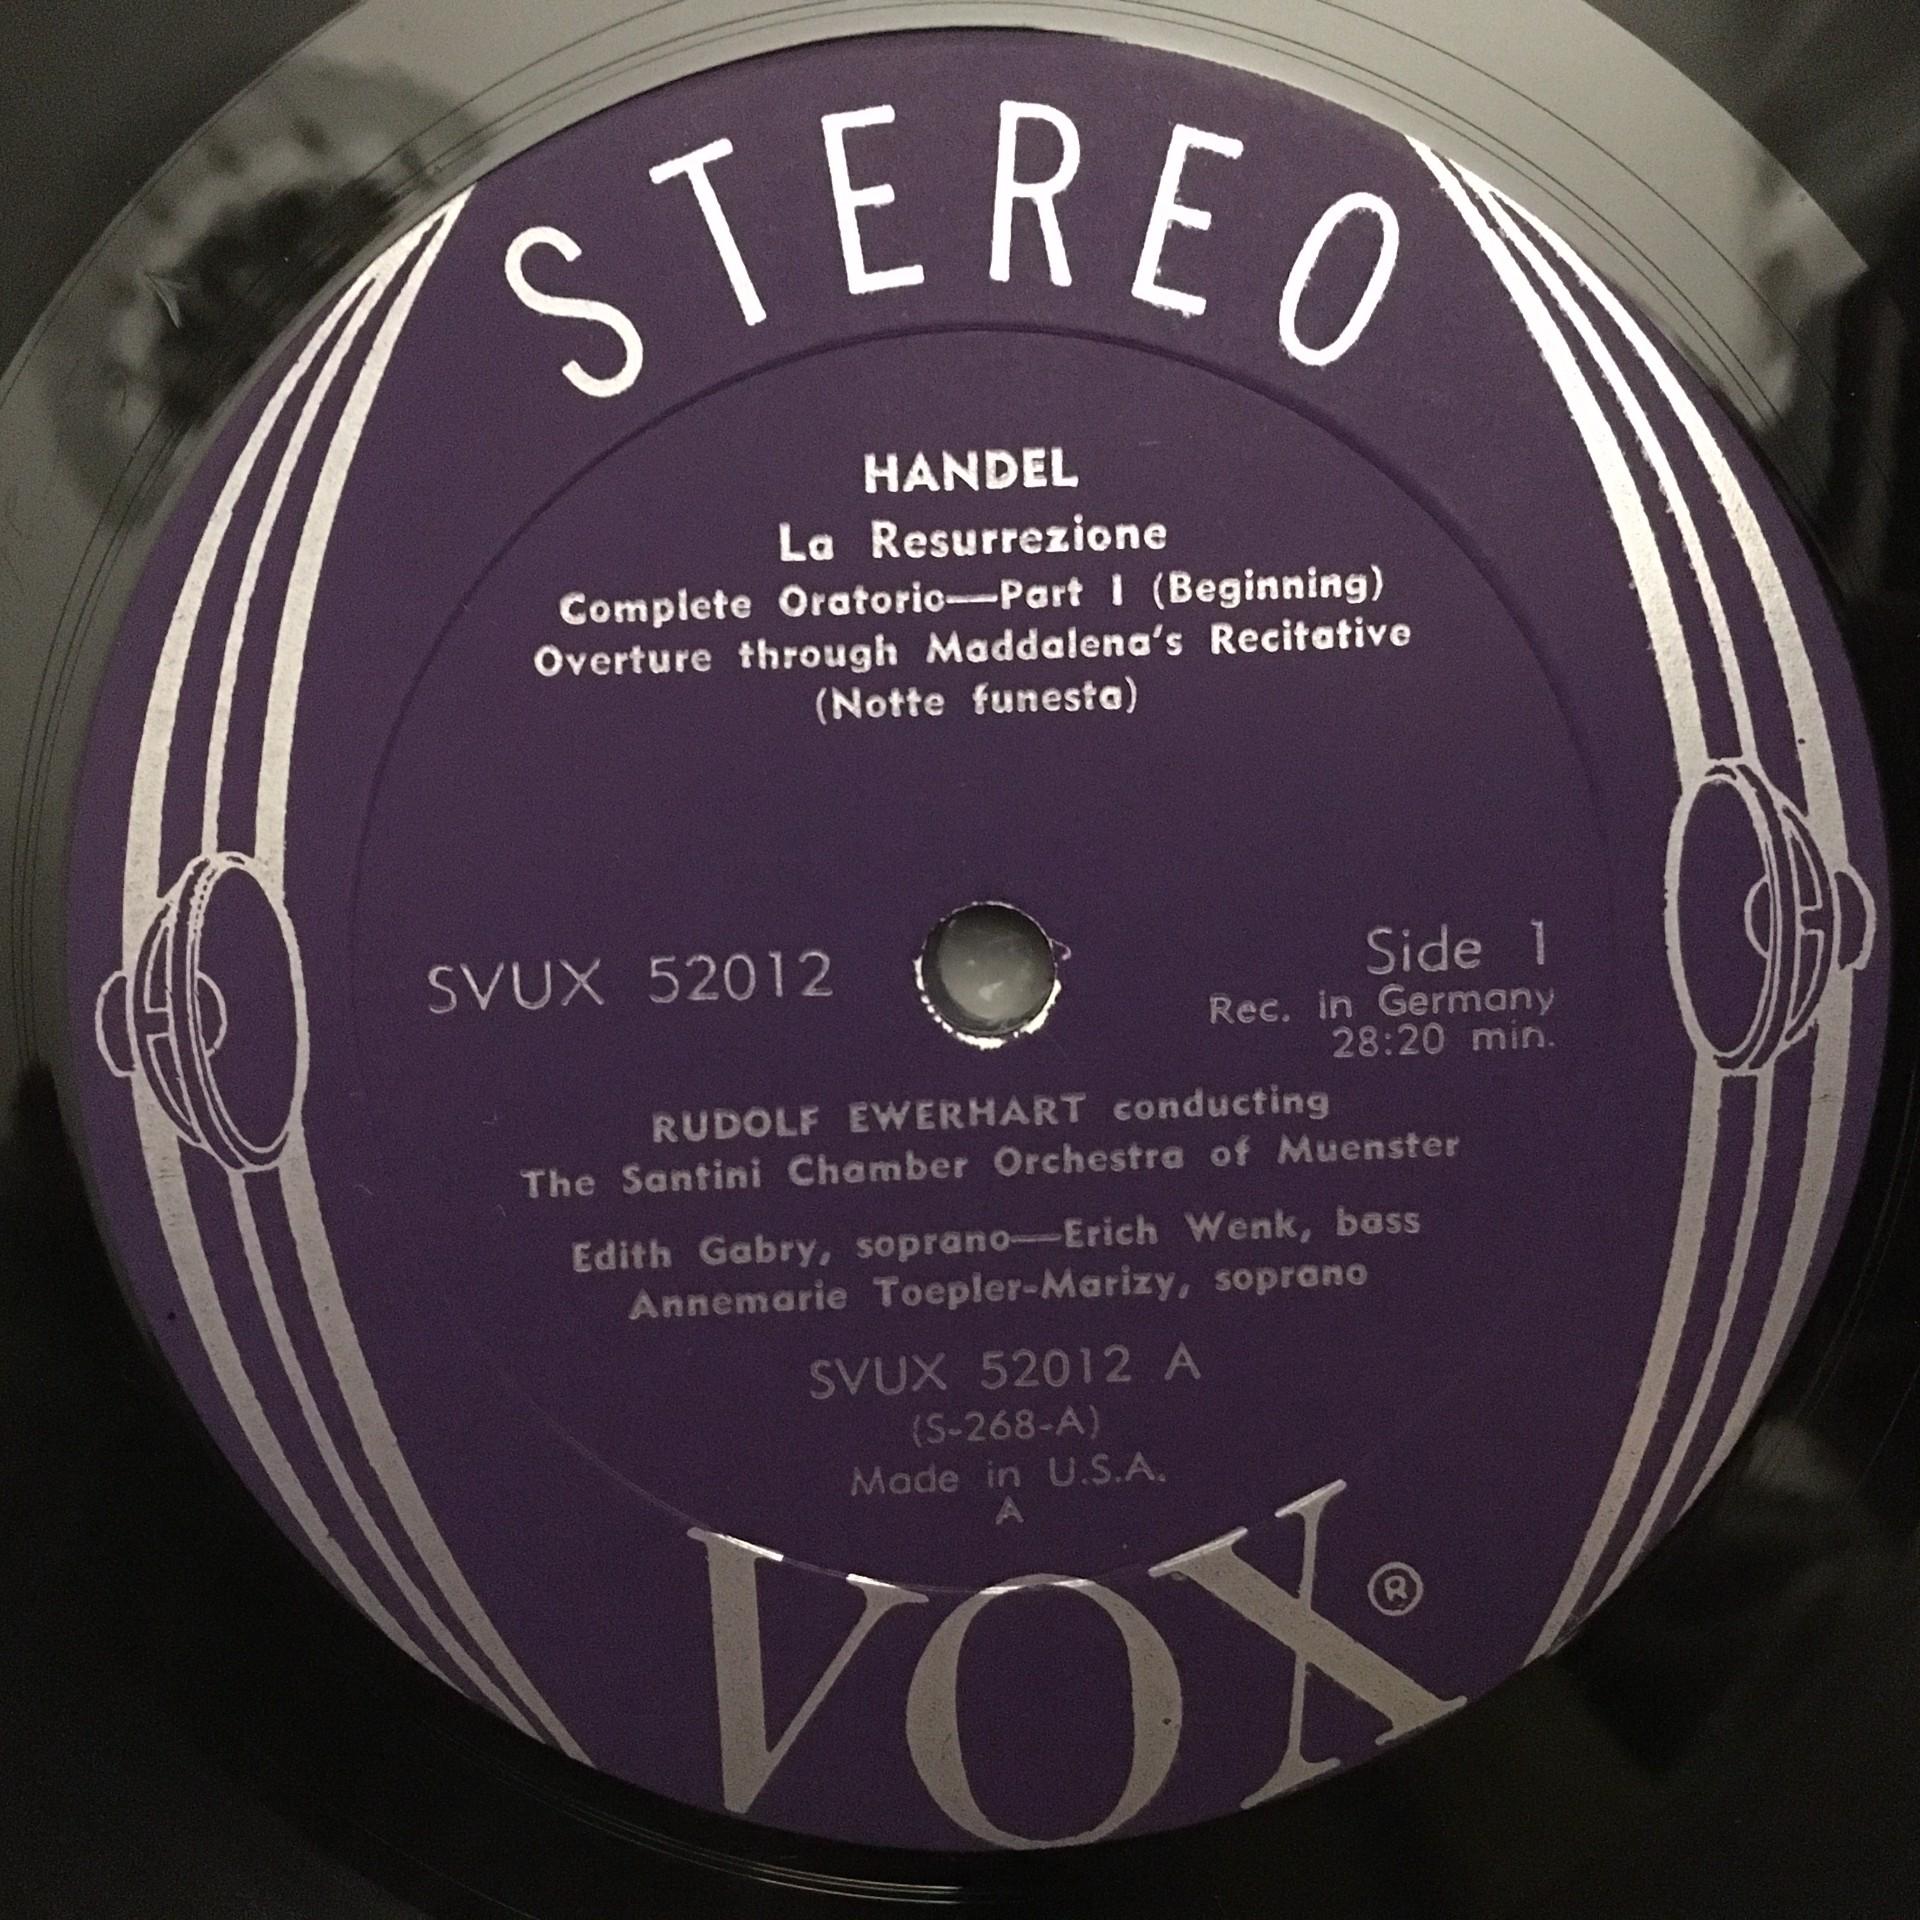 STEREO
HANDEL
La Resurrezione
Complete Oratorio—Part I (Beginning)
Overture through Maddalena's Recitative
(Notte funesta)
SVUX 52012
Side 1
Rec. in Germany
28:20 min.
RUDOLF EWERHART conducting
The Santini Chamber Orchestra of Muenster
Edith Gabry, soprano—Erich Wenk, bass
Annemarie Toepler-Marizy, soprano
SVUX 52012 A
(S-268-A)
Made in U.S.A.
A
VOX®